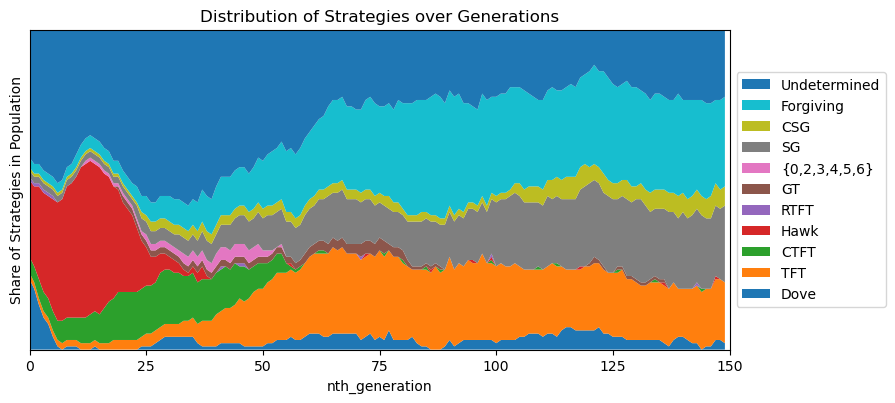 Distribution of Strategies over Generations
Share of Strategies in Population
0
25
50
75
100
125
150
nth_generation
Undetermined
Forgiving
CSG
SG
{0,2,3,4,5,6}
GT
RTFT
Hawk
CTFT
TFT
Dove